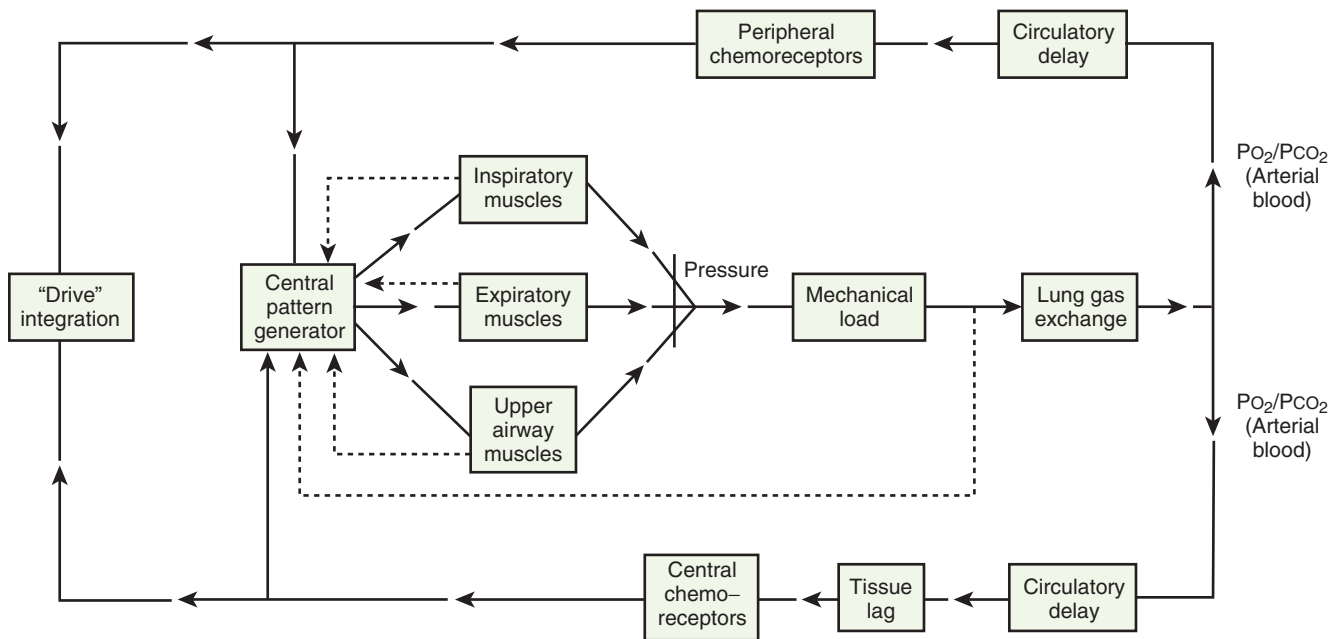 Peripheral
chemoreceptors
Circulatory
delay
PO₂/PCO₂
(Arterial
blood)
Inspiratory
muscles
"Drive"
integration
Central
pattern
generator
Expiratory
muscles
Pressure
Mechanical
load
Lung gas
exchange
Upper
airway
muscles
PO₂/PCO₂
(Arterial
blood)
Central
chemo–
receptors
Tissue
lag
Circulatory
delay